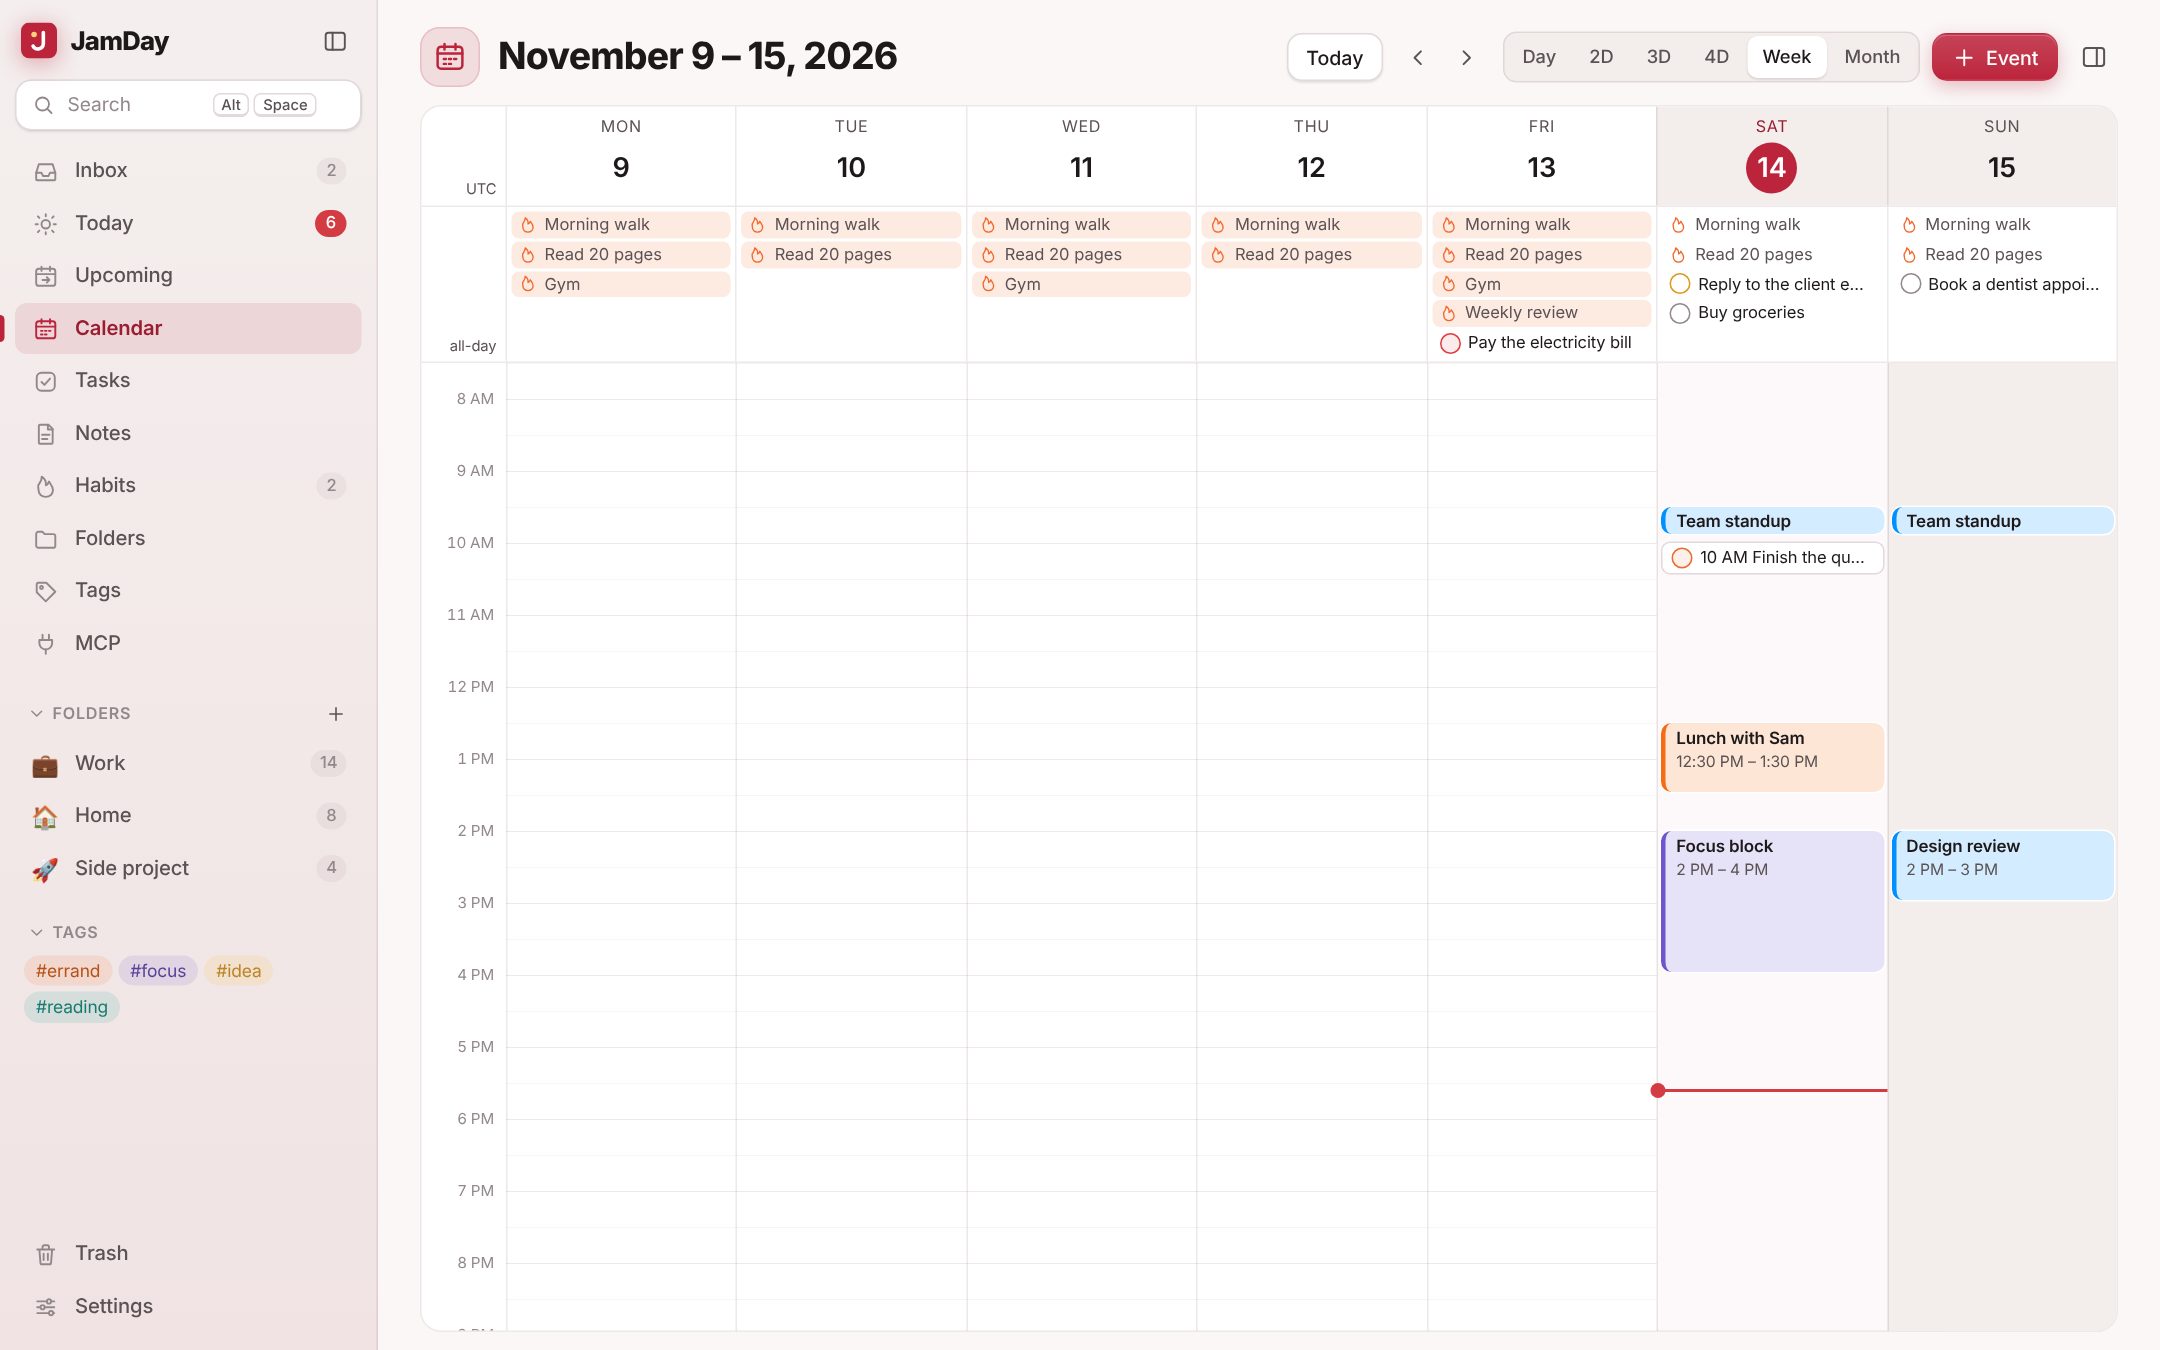 JamDay
Search Alt Space
Inbox 2
Today 6
Upcoming
Calendar
Tasks
Notes
Habits 2
Folders
Tags
MCP
FOLDERS
Work 14
Home 8
Side project 4
TAGS
#errand #focus #idea
#reading
Trash
Settings
November 9 – 15, 2026
Today Day 2D 3D 4D Week Month + Event
MON TUE WED THU FRI SAT SUN
UTC 9 10 11 12 13 14 15
all-day
Morning walk
Read 20 pages
Gym
Morning walk
Read 20 pages
Morning walk
Read 20 pages
Gym
Morning walk
Read 20 pages
Morning walk
Read 20 pages
Gym
Weekly review
Pay the electricity bill
Morning walk
Read 20 pages
Reply to the client e...
Buy groceries
Morning walk
Read 20 pages
Book a dentist appoi...
8 AM
9 AM
10 AM
11 AM
12 PM
1 PM
2 PM
3 PM
4 PM
5 PM
6 PM
7 PM
8 PM
Team standup
10 AM Finish the qu...
Lunch with Sam
12:30 PM – 1:30 PM
Focus block
2 PM – 4 PM
Team standup
Design review
2 PM – 3 PM